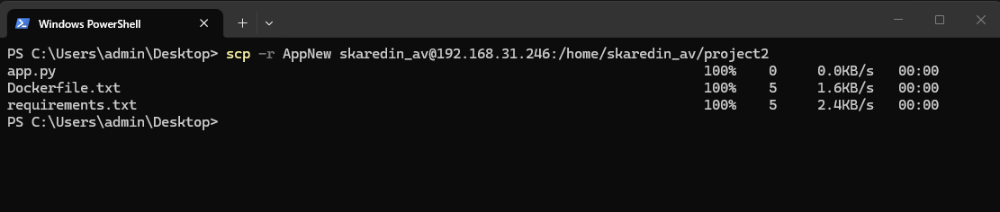 Windows PowerShell
PS C:\Users\admin\Desktop> scp -r AppNew skaredin_av@192.168.31.246:/home/skaredin_av/project2
app.py 100% 0 0.0KB/s 00:00
Dockerfile.txt 100% 5 1.6KB/s 00:00
requirements.txt 100% 5 2.4KB/s 00:00
PS C:\Users\admin\Desktop>